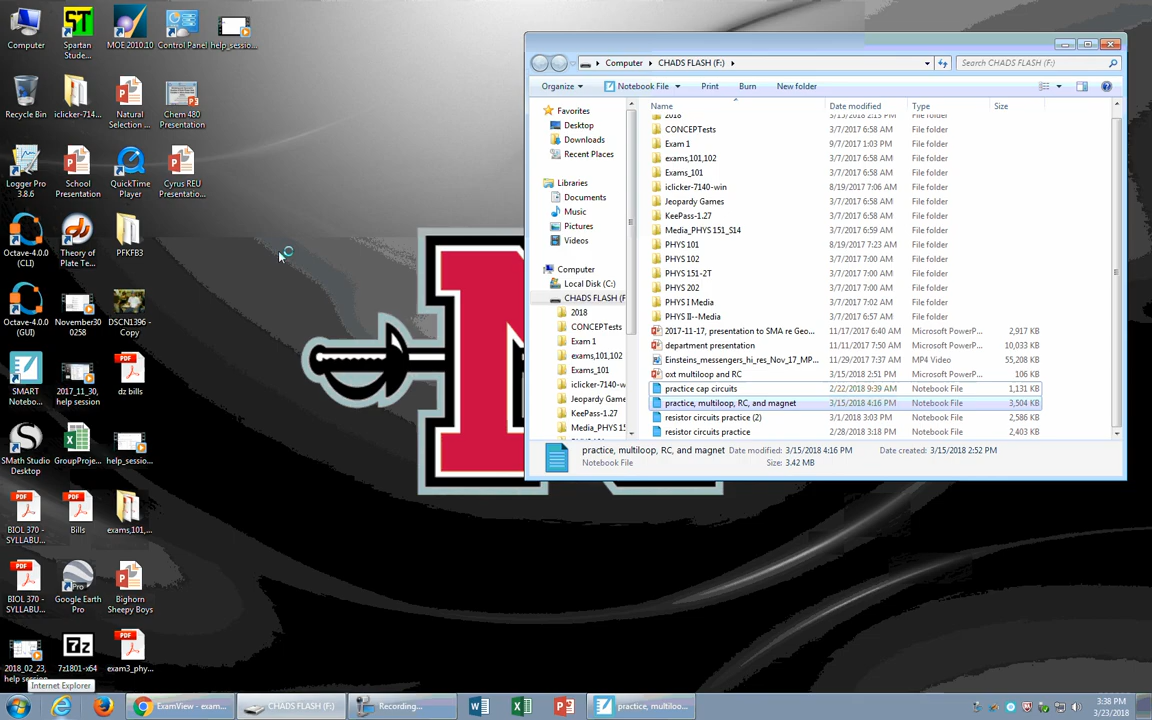 Computer
Spartan
Stude...
MOE2010.10
Control Panel
help_sessio...
Recycle Bin
iclicker-714...
Natural
Selection ...
Chem 480
Presentation
Logger Pro
3.8.6
School
Presentation
QuickTime
Player
Cyrus REU
Presentatio...
Octave-4.0.0
(CLI)
Theory of
Plate Te...
PFKFB3
Octave-4.0.0
(GUI)
November30
0258
DSCN1396 -
Copy
SMART
Notebo...
2017_11_30,
help session
dz bills
SMath Studio
Desktop
GroupProje...
help_sessio...
BIOL 370 -
SYLLABU...
Bills
exams,101,...
BIOL 370 -
SYLLABU...
Google Earth
Pro
Bighorn
Sheepy Boys
2018_02_23,
help session
7z1801-x64
exam3_phy...
Internet Explorer
Computer
CHADS FLASH (F:)
Search CHADS FLASH (F:)
Organize
Notebook File
Print
Burn
New folder
Favorites
Desktop
Downloads
Recent Places
Libraries
Documents
Music
Pictures
Videos
Computer
Local Disk (C:)
CHADS FLASH (F
2018
CONCEPTests
Exam 1
exams,101,102
Exams_101
iclicker-7140-w
Jeopardy Game
KeePass-1.27
Media_PHYS 15
Name Date modified Type Size
2018 3/15/2018 2:13 PM File folder
CONCEPTests 3/7/2017 6:58 AM File folder
Exam 1 9/7/2017 1:03 PM File folder
exams,101,102 3/7/2017 6:58 AM File folder
Exams_101 3/7/2017 6:58 AM File folder
iclicker-7140-win 8/19/2017 7:06 AM File folder
Jeopardy Games 3/7/2017 6:58 AM File folder
KeePass-1.27 3/7/2017 6:58 AM File folder
Media_PHYS 151_S14 3/7/2017 6:59 AM File folder
PHYS 101 8/19/2017 7:23 AM File folder
PHYS 102 3/7/2017 7:00 AM File folder
PHYS 151-2T 3/7/2017 7:00 AM File folder
PHYS 202 3/7/2017 7:00 AM File folder
PHYS I Media 3/7/2017 7:02 AM File folder
PHYS II--Media 3/7/2017 7:00 AM File folder
2017-11-17, presentation to SMA re Geo... 11/17/2017 6:40 AM Microsoft PowerP... 2,917 KB
department presentation 11/11/2017 7:50 AM Microsoft PowerP... 10,033 KB
Einsteins_messengers_hi_res_Nov_17_MP... 11/29/2017 7:37 AM MP4 Video 55,208 KB
oxt multiloop and RC 3/15/2018 2:51 PM Microsoft PowerP... 106 KB
practice cap circuits 2/22/2018 9:39 AM Notebook File 1,131 KB
practice, multiloop, RC, and magnet 3/15/2018 4:16 PM Notebook File 3,504 KB
resistor circuits practice (2) 3/1/2018 3:03 PM Notebook File 2,586 KB
resistor circuits practice 2/28/2018 3:18 PM Notebook File 2,403 KB
practice, multiloop, RC, and magnet Date modified: 3/15/2018 4:16 PM Date created: 3/15/2018 2:52 PM
Notebook File Size: 3.42 MB
ExamView - exam...
CHADS FLASH (F:)
Recording...
practice, multiloo...
3:38 PM
3/23/2018